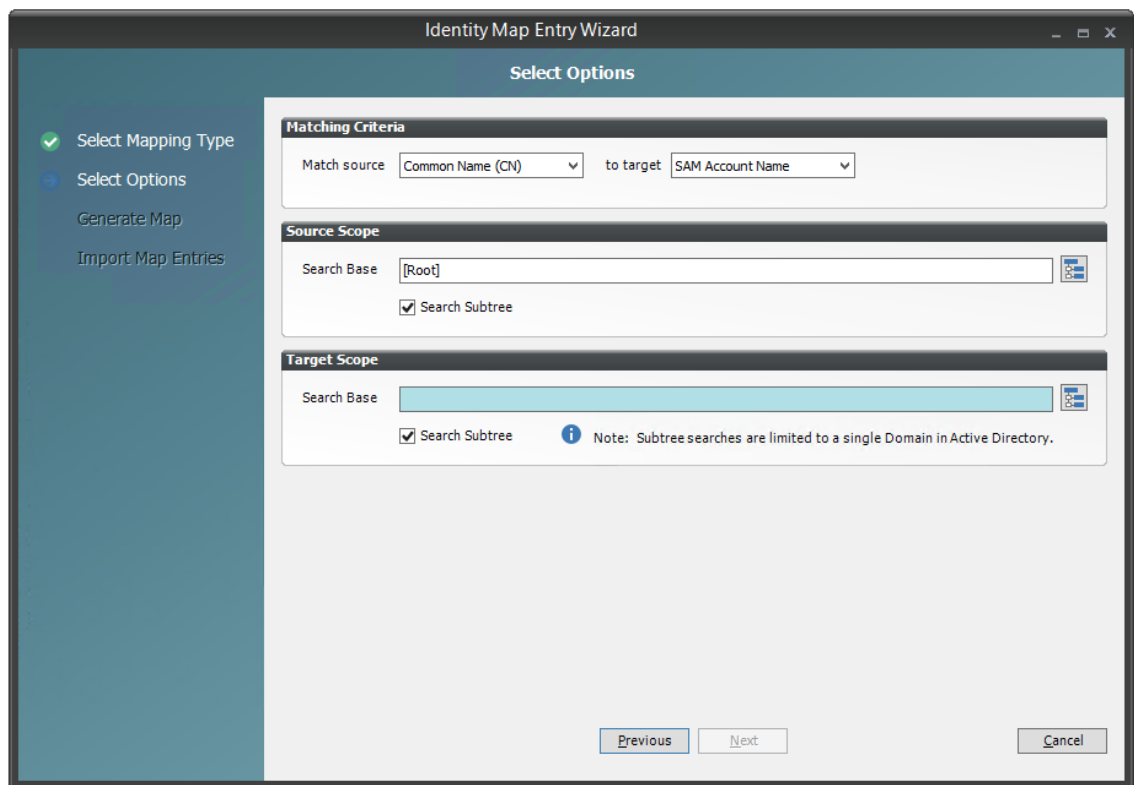 Identity Map Entry Wizard
Select Options
Select Mapping Type
Select Options
Generate Map
Import Map Entries
Matching Criteria
Match source Common Name (CN) to target SAM Account Name
Source Scope
Search Base [Root]
Search Subtree
Target Scope
Search Base
Search Subtree Note: Subtree searches are limited to a single Domain in Active Directory.
Previous Next Cancel